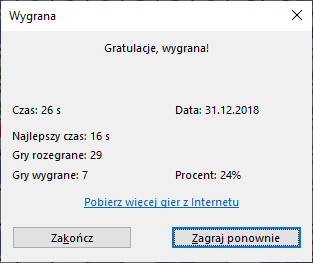 Wygrana
Gratulacje, wygrana!
Czas: 26 s Data: 31.12.2018
Najlepszy czas: 16 s
Gry rozegrane: 29
Gry wygrane: 7 Procent: 24%
Pobierz więcej gier z Internetu
Zakończ Zagraj ponownie